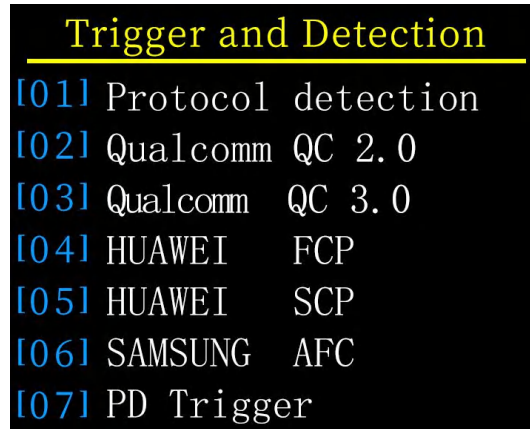 Trigger and Detection
[01] Protocol detection
[02] Qualcomm QC 2.0
[03] Qualcomm QC 3.0
[04] HUAWEI FCP
[05] HUAWEI SCP
[06] SAMSUNG AFC
[07] PD Trigger